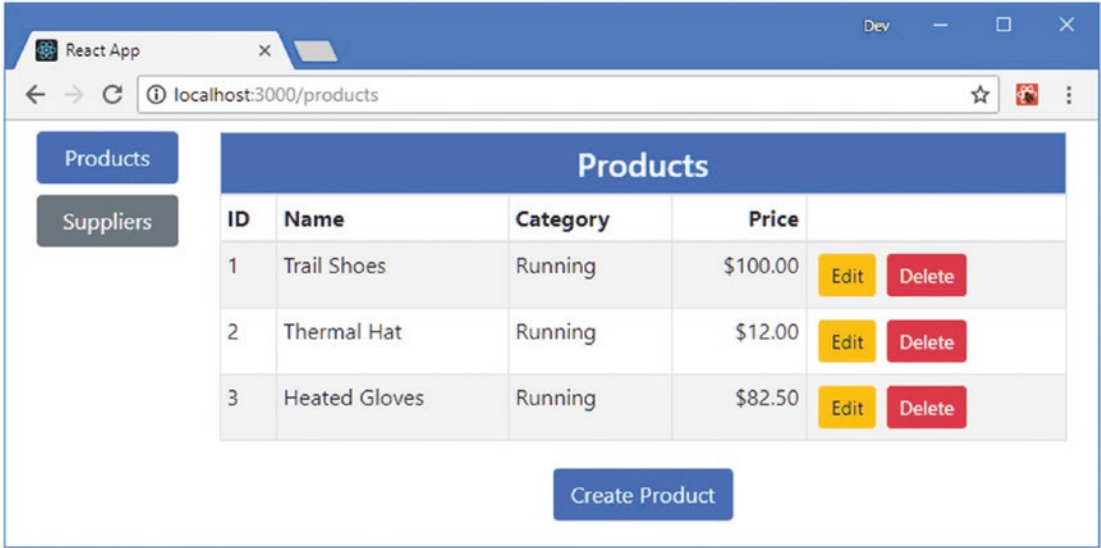 Dev
React App
localhost:3000/products
Products
Suppliers
Products
ID Name Category Price
1 Trail Shoes Running $100.00 Edit Delete
2 Thermal Hat Running $12.00 Edit Delete
3 Heated Gloves Running $82.50 Edit Delete
Create Product